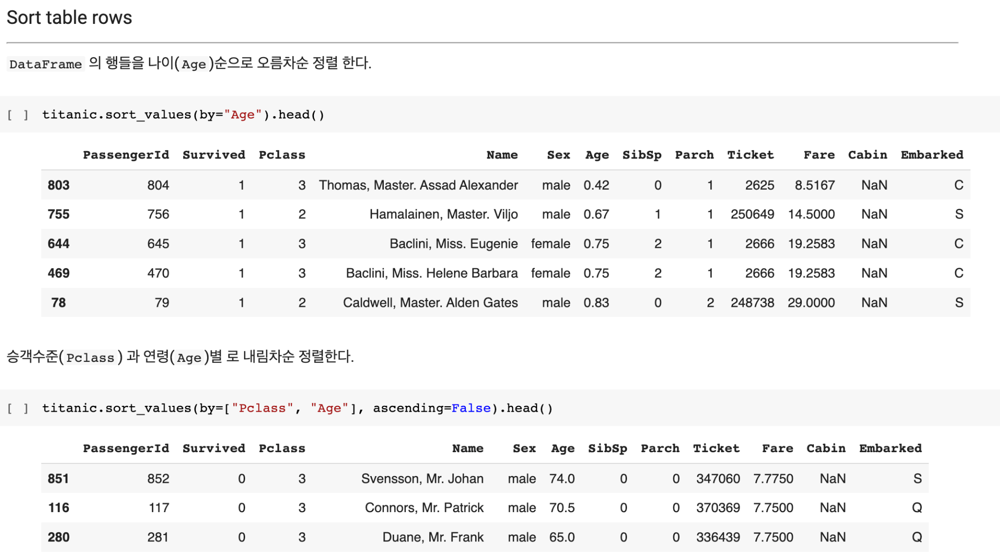 Sort table rows
DataFrame 의 행들을 나이(Age)순으로 오름차순 정렬 한다.
[ ] titanic.sort_values(by="Age").head()
PassengerId Survived Pclass Name Sex Age SibSp Parch Ticket Fare Cabin Embarked
803 804 1 3 Thomas, Master. Assad Alexander male 0.42 0 1 2625 8.5167 NaN C
755 756 1 2 Hamalainen, Master. Viljo male 0.67 1 1 250649 14.5000 NaN S
644 645 1 3 Baclini, Miss. Eugenie female 0.75 2 1 2666 19.2583 NaN C
469 470 1 3 Baclini, Miss. Helene Barbara female 0.75 2 1 2666 19.2583 NaN C
78 79 1 2 Caldwell, Master. Alden Gates male 0.83 0 2 248738 29.0000 NaN S
승객수준(Pclass) 과 연령(Age)별 로 내림차순 정렬한다.
[ ] titanic.sort_values(by=["Pclass", "Age"], ascending=False).head()
PassengerId Survived Pclass Name Sex Age SibSp Parch Ticket Fare Cabin Embarked
851 852 0 3 Svensson, Mr. Johan male 74.0 0 0 347060 7.7750 NaN S
116 117 0 3 Connors, Mr. Patrick male 70.5 0 0 370369 7.7500 NaN Q
280 281 0 3 Duane, Mr. Frank male 65.0 0 0 336439 7.7500 NaN Q